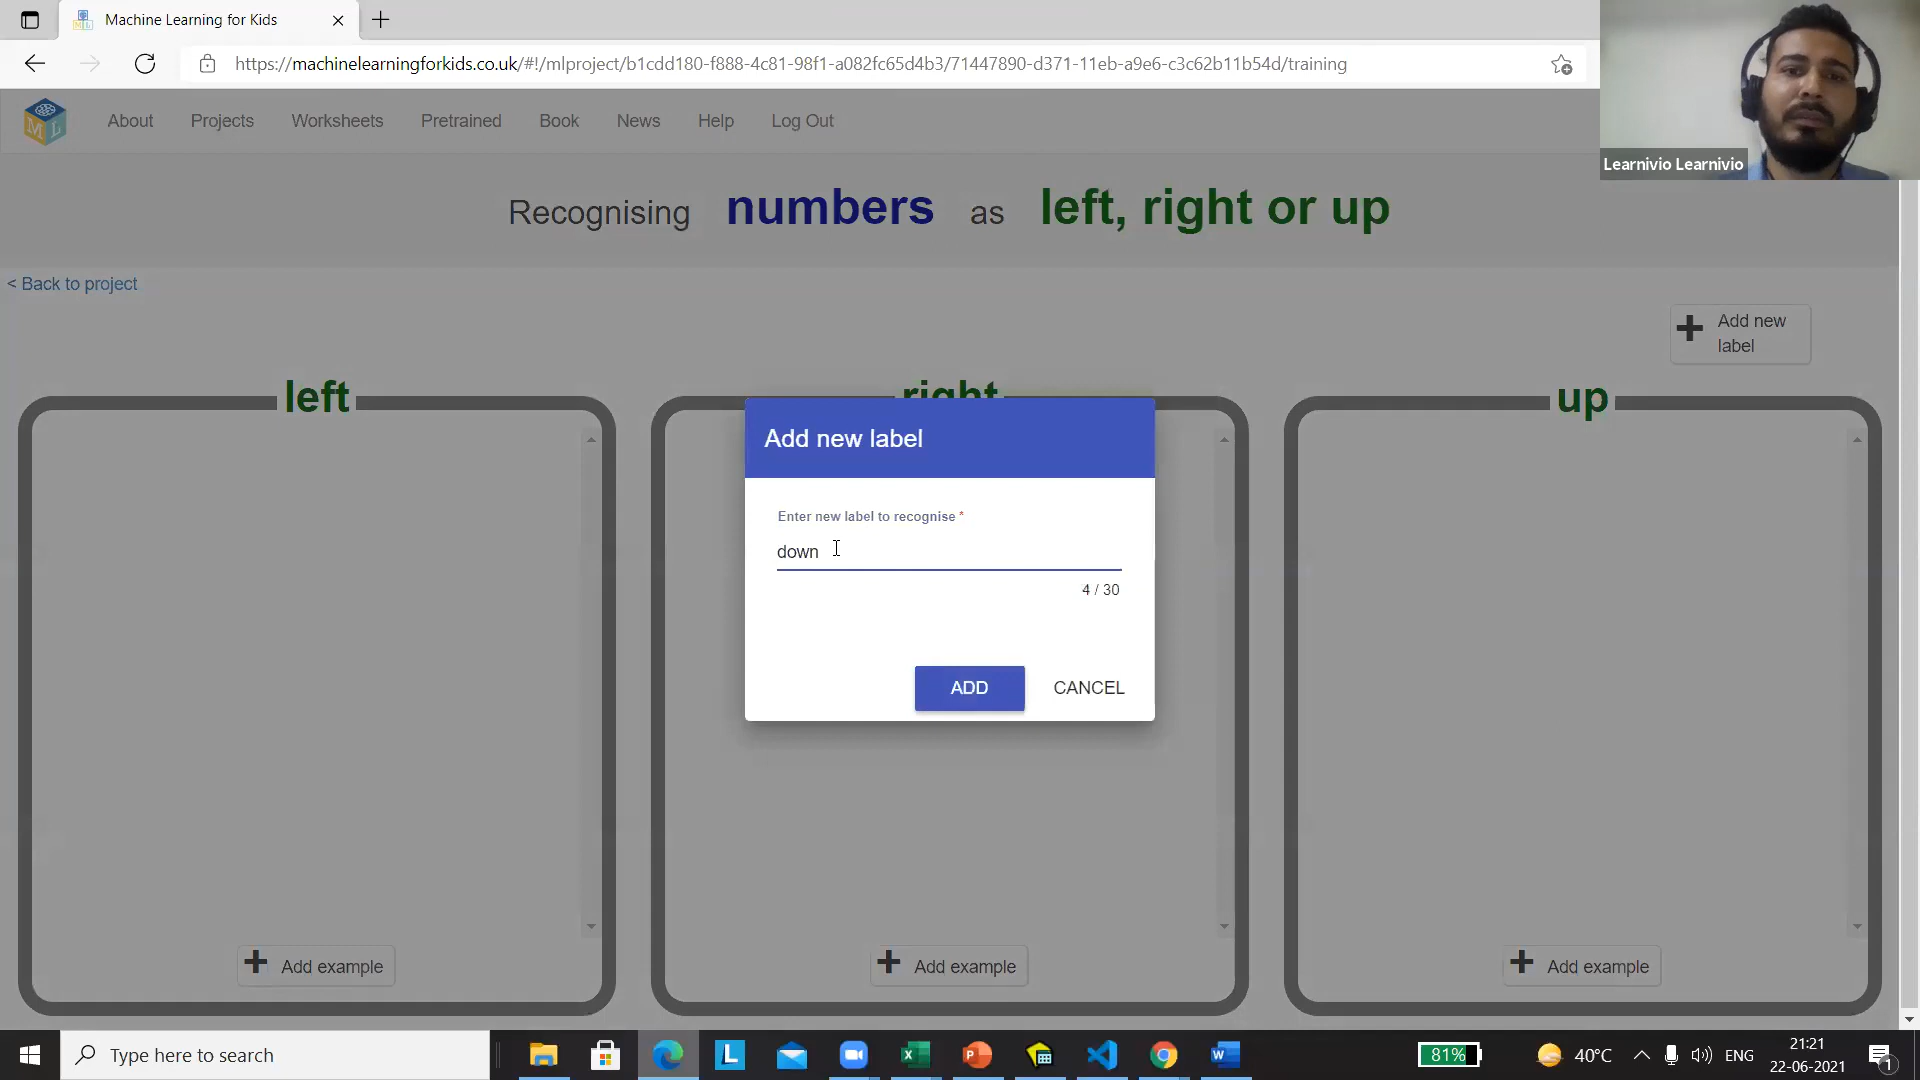 Machine Learning for Kids
https://machinelearningforkids.co.uk/#!/mlproject/b1cdd180-f888-4c81-98f1-a082fc65d4b3/71447890-d371-11eb-a9e6-c3c62b11b54d/training
Learnivio Learnivio
About Projects Worksheets Pretrained Book News Help Log Out
Recognising numbers as left, right or up
< Back to project
Add new
label
left right up
Add new label
Enter new label to recognise *
down
4 / 30
ADD CANCEL
Add example Add example Add example
Type here to search
81%
40°C
ENG
21:21
22-06-2021
1